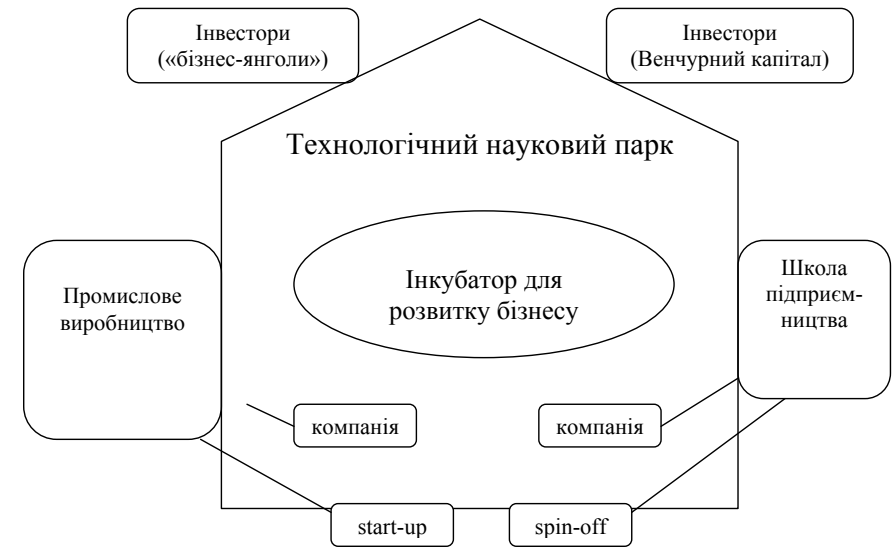 Інвестори
(«бізнес-янголи»)
Інвестори
(Венчурний капітал)
Технологічний науковий парк
Промислове
виробництво
Інкубатор для
розвитку бізнесу
Школа
підприєм-
ництва
компанія
компанія
start-up
spin-off